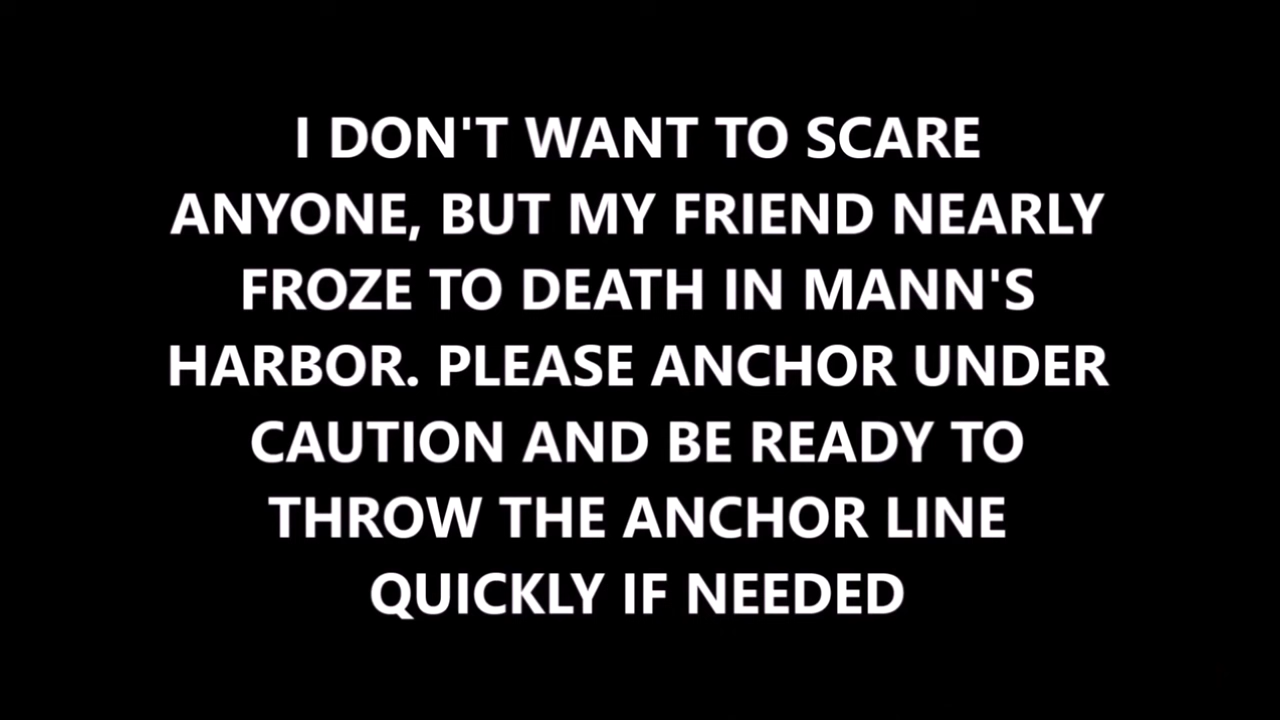 I DON'T WANT TO SCARE
ANYONE, BUT MY FRIEND NEARLY
FROZE TO DEATH IN MANN'S
HARBOR. PLEASE ANCHOR UNDER
CAUTION AND BE READY TO
THROW THE ANCHOR LINE
QUICKLY IF NEEDED